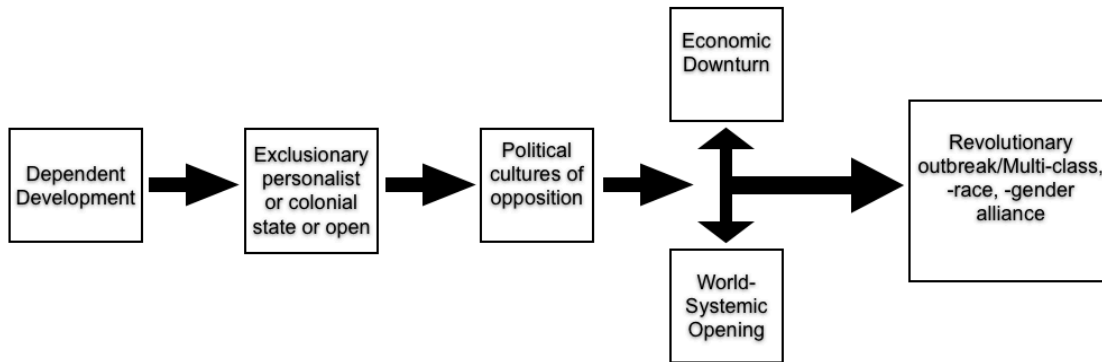 Dependent
Development
Exclusionary
personalist
or colonial
state or open
Political
cultures of
opposition
Economic
Downturn
World-
Systemic
Opening
Revolutionary
outbreak/Multi-class,
-race, -gender
alliance